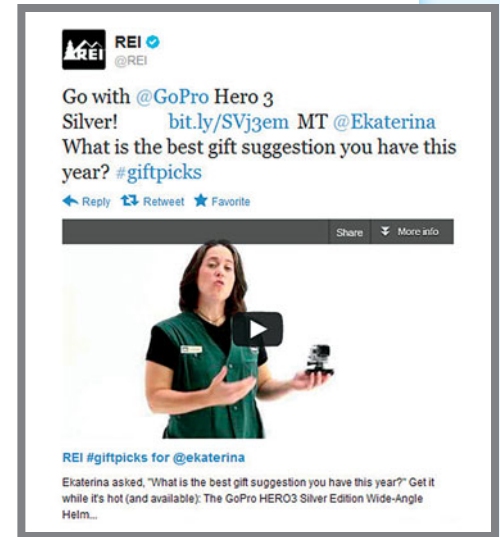 REI
REI
@REI
Go with @GoPro Hero 3
Silver! bit.ly/SVj3em MT @Ekaterina
What is the best gift suggestion you have this
year? #giftpicks
Reply Retweet Favorite
Share More info
REI #giftpicks for @ekaterina
Ekaterina asked, "What is the best gift suggestion you have this year?" Get it
while it's hot (and available): The GoPro HERO3 Silver Edition Wide-Angle
Helm...